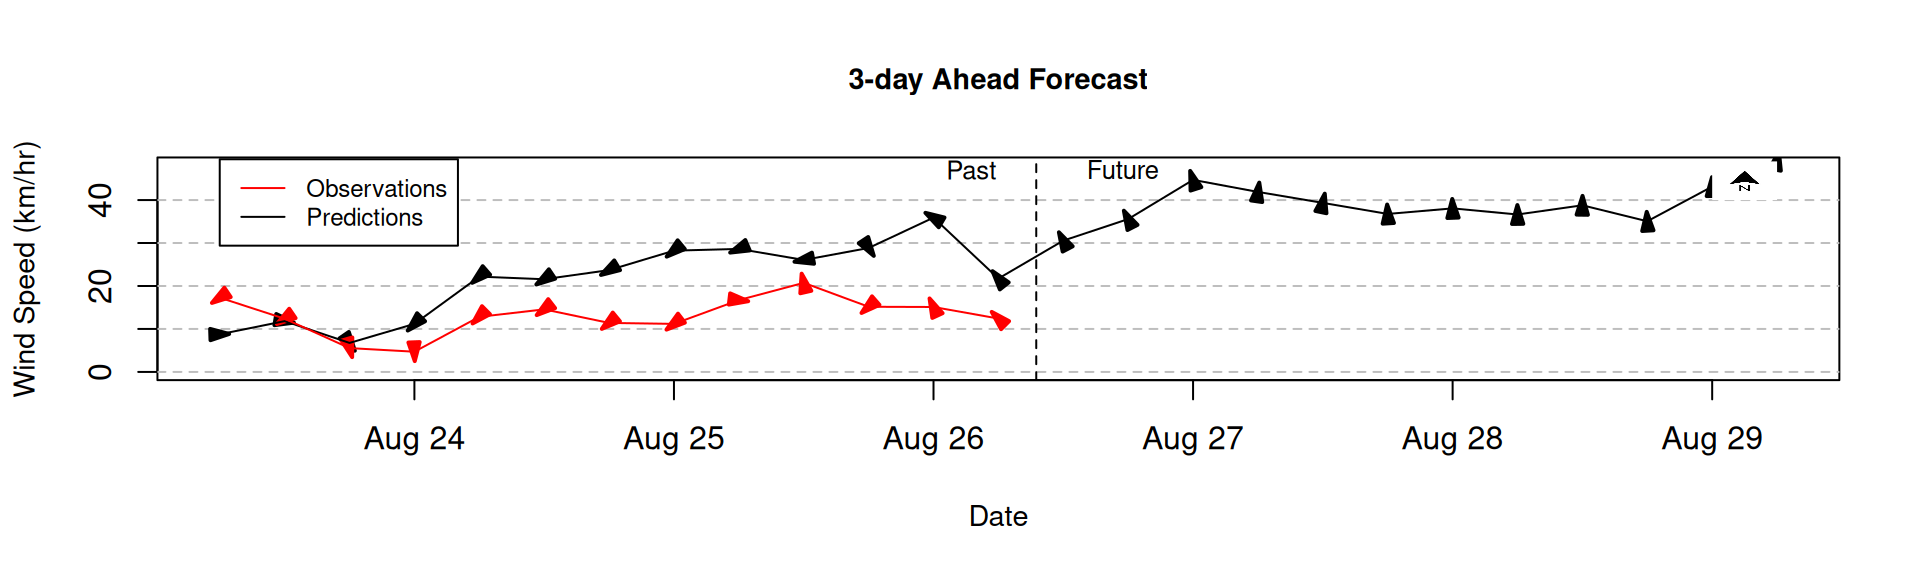 3-day Ahead Forecast
Wind Speed (km/hr)
40
20
0
Observations
Predictions
Past
Future
Aug 24
Aug 25
Aug 26
Aug 27
Aug 28
Aug 29
N
Date